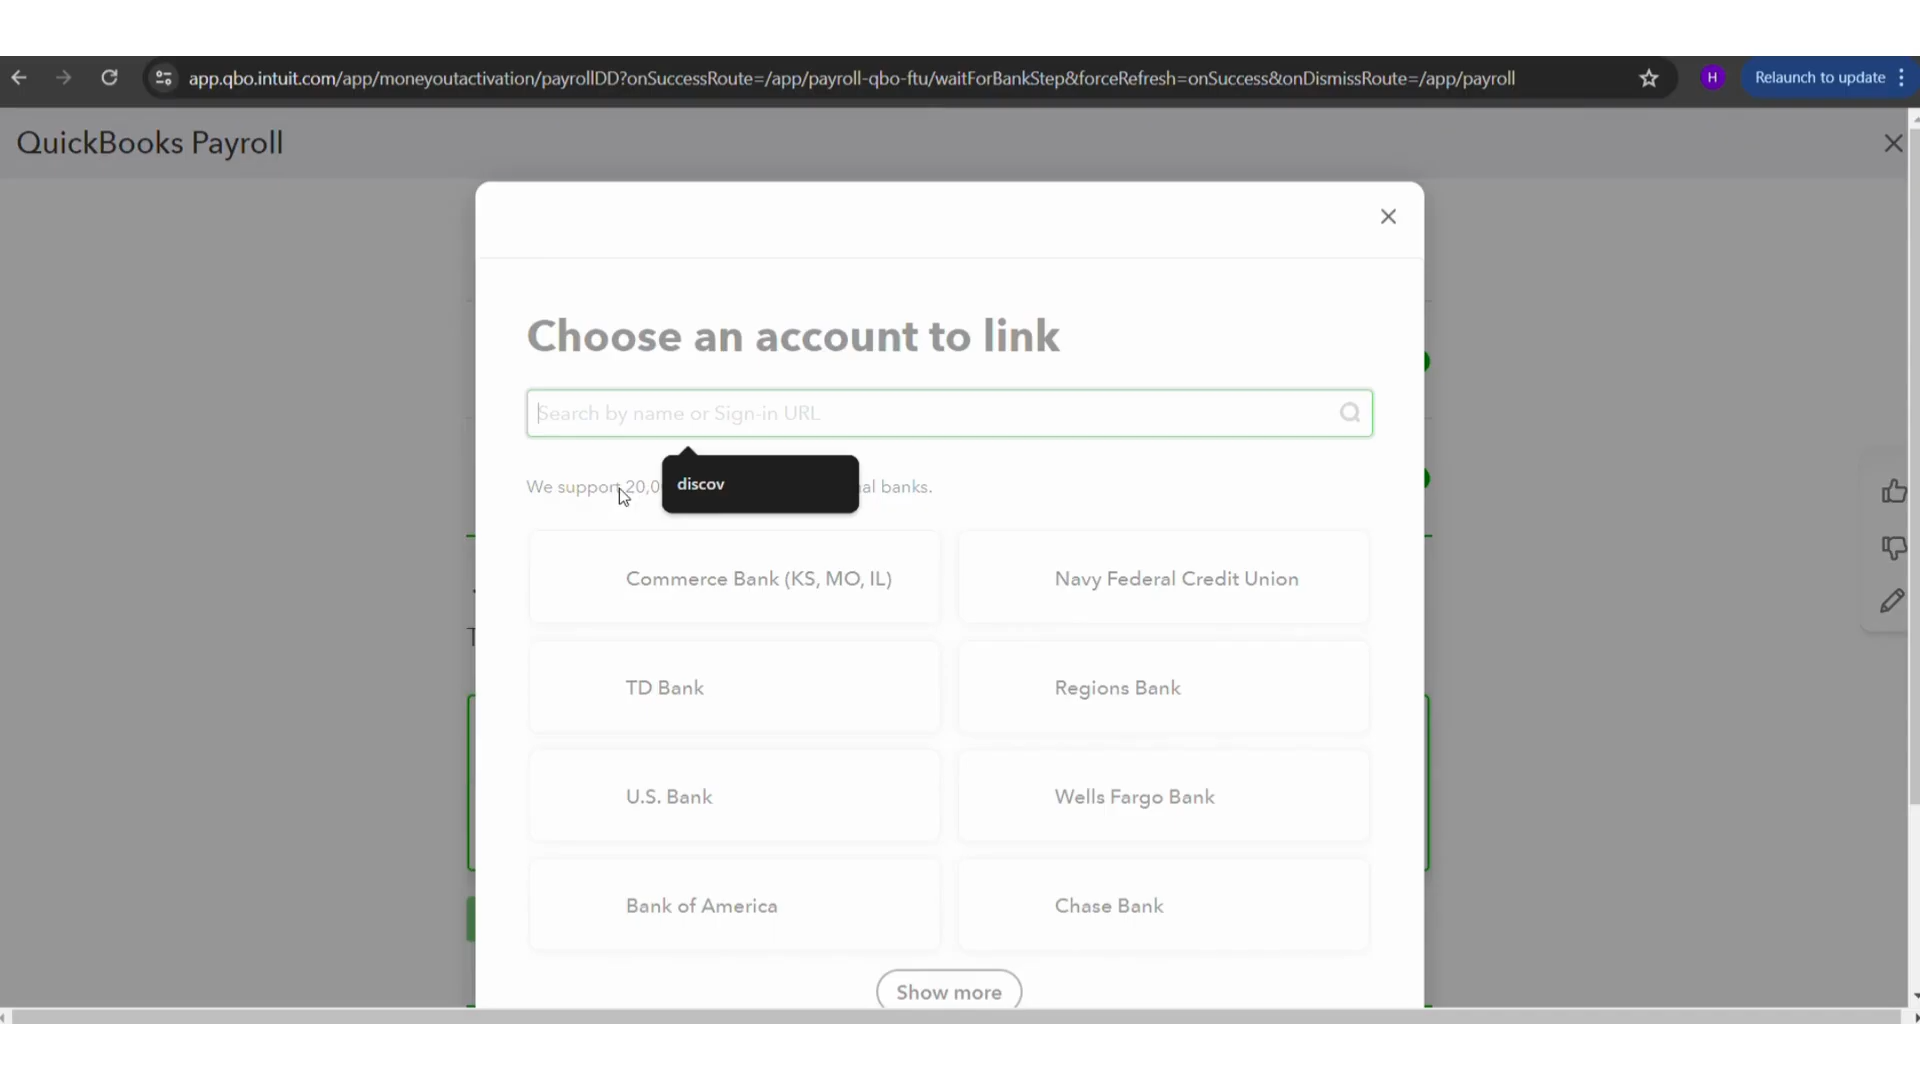 app.qbo.intuit.com/app/moneyoutactivation/payrollDD?onSuccessRoute=/app/payroll-qbo-ftu/waitForBankStep&forceRefresh=onSuccess&onDismissRoute=/app/payroll
H
Relaunch to update
QuickBooks Payroll
Choose an account to link
Search by name or Sign-in URL
discov
We support 20,0 al banks.
Commerce Bank (KS, MO, IL)
Navy Federal Credit Union
T
TD Bank
Regions Bank
U.S. Bank
Wells Fargo Bank
Bank of America
Chase Bank
Show more